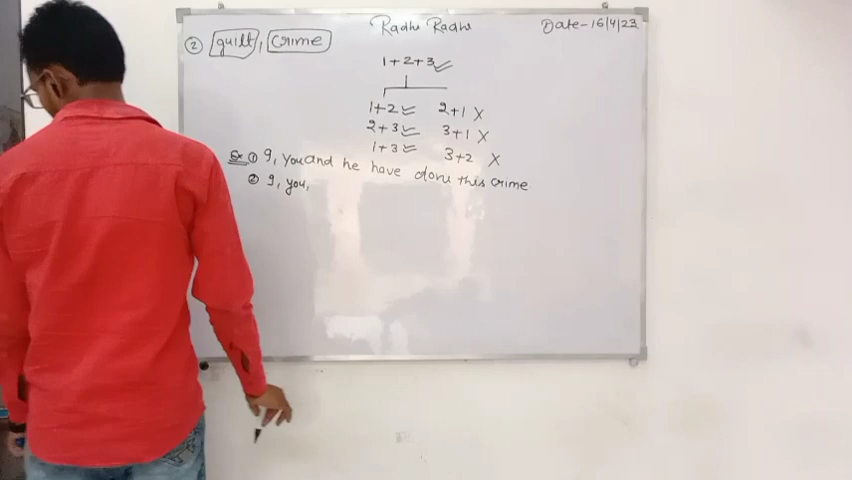 Radhe Radhe
Date-16/4/23
② guilt, crime
1+2+3
1+2 2+1 X
2+3 3+1 X
1+3 3+2 X
Ex ① I, you and he have done this crime
② I, you,